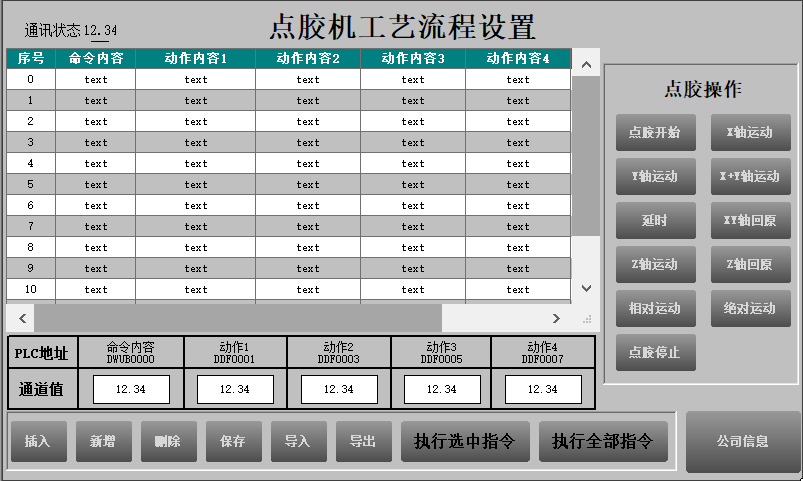 点胶机工艺流程设置
通讯状态 12.34
序号 命令内容 动作内容1 动作内容2 动作内容3 动作内容4
0 text text text text text
1 text text text text text
2 text text text text text
3 text text text text text
4 text text text text text
5 text text text text text
6 text text text text text
7 text text text text text
8 text text text text text
9 text text text text text
10 text text text text text
点胶操作
点胶开始 X轴运动
Y轴运动 X+Y轴运动
延时 XY轴回原
Z轴运动 Z轴回原
相对运动 绝对运动
点胶停止
PLC地址 命令内容 动作1 动作2 动作3 动作4
DWUB0000 DDF0001 DDF0003 DDF0005 DDF0007
通道值 12.34 12.34 12.34 12.34 12.34
插入 新增 删除 保存 导入 导出 执行选中指令 执行全部指令 公司信息